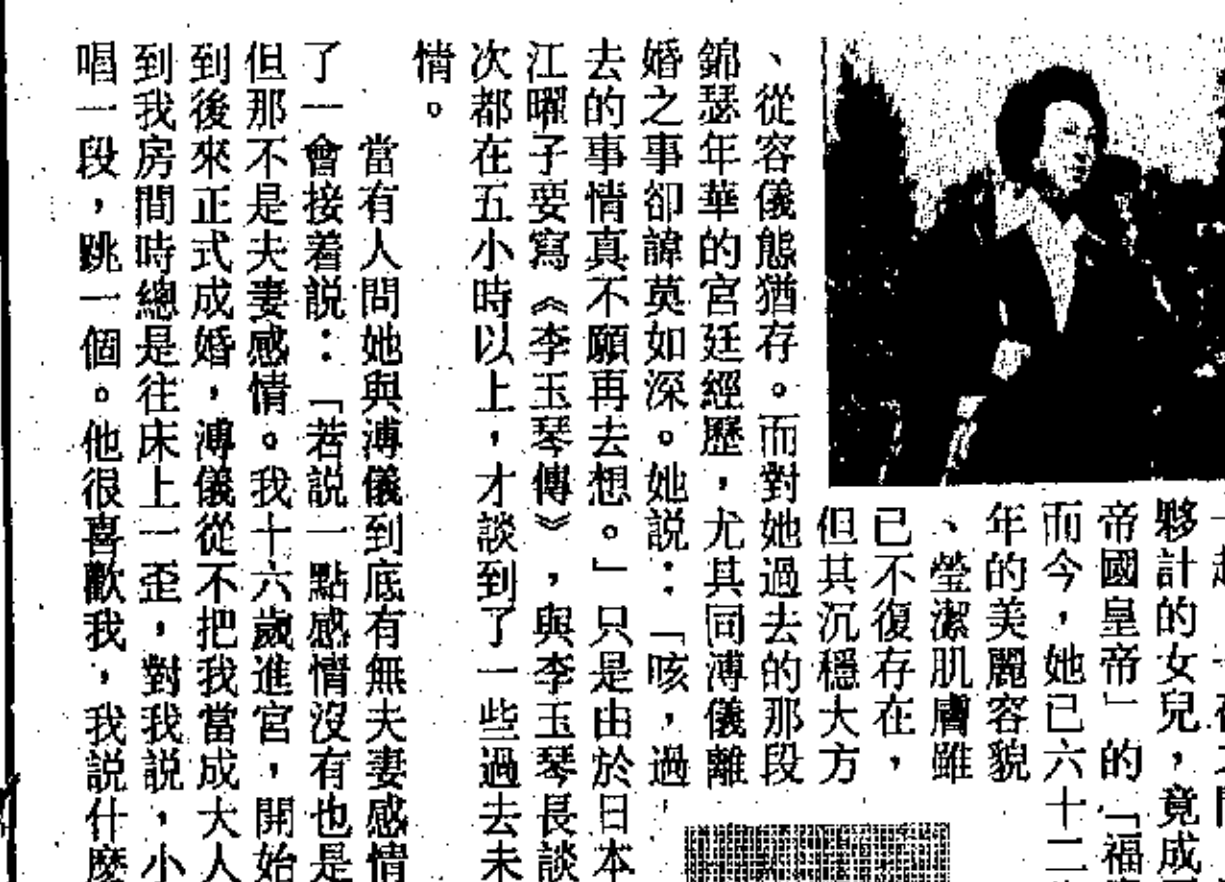 夥計的女兒，竟成
帝國皇帝」的「福
而今，她已六十二
年的美麗容貌
、瑩潔肌膚雖
已不復存在，
但其沉穩大方
、從容儀態猶存。而對她過去的那段
錦瑟年華的宮廷經歷，尤其同溥儀離
婚之事卻諱莫如深。她説：「咳，過
去的事情真不願再去想。」只是由於日本
江曜子要寫《李玉琴傳》，與李玉琴長談
次都在五小時以上，才談到了一些過去未
情。
當有人問她與溥儀到底有無夫妻感情
了一會接着説：「若説一點感情沒有也是
但那不是夫妻感情。我十六歲進宮，開始
到後來正式成婚，溥儀從不把我當成大人
到我房間時總是往床上一歪，對我説，小
唱一段，跳一個。他很喜歡我，我説什麼